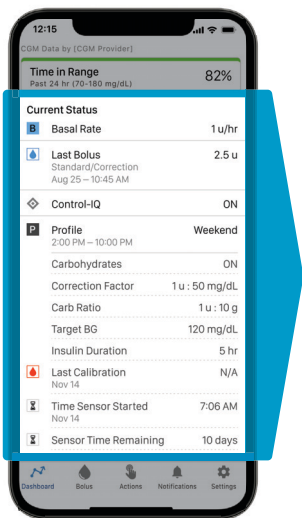 12:15
CGM Data by [CGM Provider]
Time in Range 82%
Past 24 hr (70-180 mg/dL)
Current Status
B Basal Rate 1 u/hr
Last Bolus 2.5 u
Standard/Correction
Aug 25 – 10:45 AM
Control-IQ ON
P Profile Weekend
2:00 PM – 10:00 PM
Carbohydrates ON
Correction Factor 1 u : 50 mg/dL
Carb Ratio 1 u : 10 g
Target BG 120 mg/dL
Insulin Duration 5 hr
Last Calibration N/A
Nov 14
Time Sensor Started 7:06 AM
Nov 14
Sensor Time Remaining 10 days
Dashboard Bolus Actions Notifications Settings